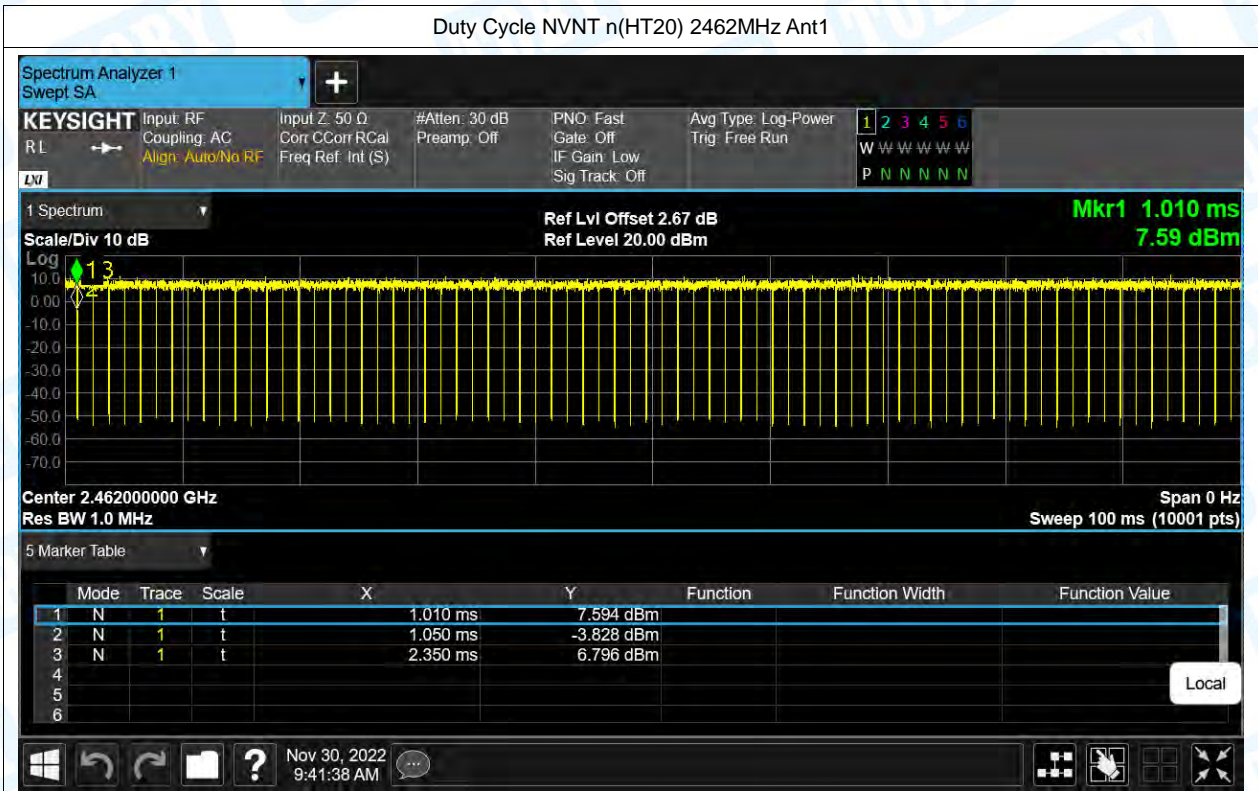 Duty Cycle NVNT n(HT20) 2462MHz Ant1
Spectrum Analyzer 1
Swept SA
+
KEYSIGHT
R L
LXI
Input: RF
Coupling: AC
Align: Auto/No RF
Input Z: 50 Ω
Corr CCorr RCal
Freq Ref: Int (S)
#Atten: 30 dB
Preamp: Off
PNO: Fast
Gate: Off
IF Gain: Low
Sig Track: Off
Avg Type: Log-Power
Trig: Free Run
1 2 3 4 5 6
W W W W W W
P N N N N N
1 Spectrum
Scale/Div 10 dB
Ref Lvl Offset 2.67 dB
Ref Level 20.00 dBm
Mkr1 1.010 ms
7.59 dBm
Log
10.0
0.00
-10.0
-20.0
-30.0
-40.0
-50.0
-60.0
-70.0
1 3
2
Center 2.462000000 GHz
Res BW 1.0 MHz
Span 0 Hz
Sweep 100 ms (10001 pts)
5 Marker Table
Mode Trace Scale X Y Function Function Width Function Value
1 N 1 t 1.010 ms 7.594 dBm
2 N 1 t 1.050 ms -3.828 dBm
3 N 1 t 2.350 ms 6.796 dBm
4
5
6
Local
?
Nov 30, 2022
9:41:38 AM